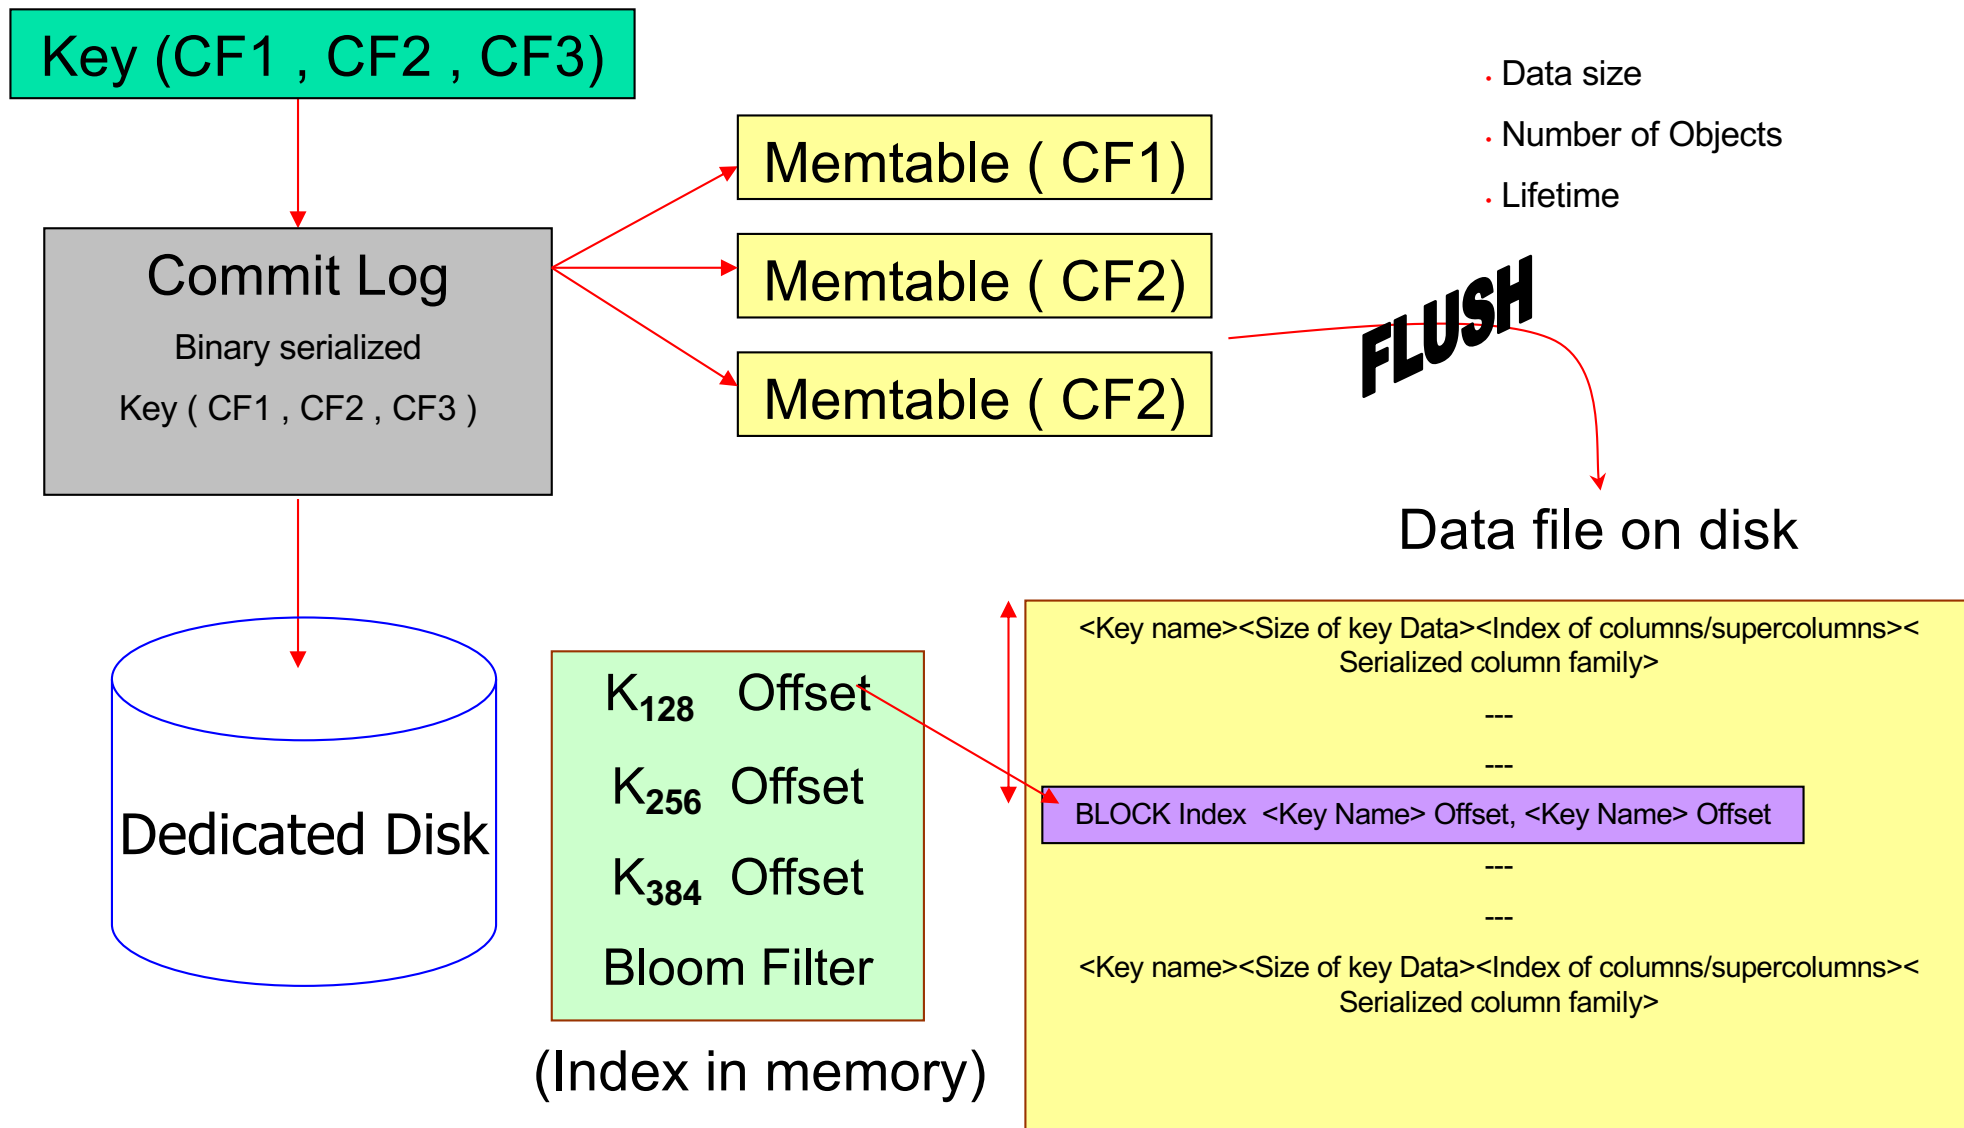 Key (CF1 , CF2 , CF3)
Commit Log
Binary serialized
Key ( CF1 , CF2 , CF3 )
Dedicated Disk
Memtable ( CF1)
Memtable ( CF2)
Memtable ( CF2)
· Data size
· Number of Objects
· Lifetime
FLUSH
Data file on disk
K128 Offset
K256 Offset
K384 Offset
Bloom Filter
(Index in memory)
<Key name><Size of key Data><Index of columns/supercolumns><
Serialized column family>
---
---
BLOCK Index <Key Name> Offset, <Key Name> Offset
---
---
<Key name><Size of key Data><Index of columns/supercolumns><
Serialized column family>